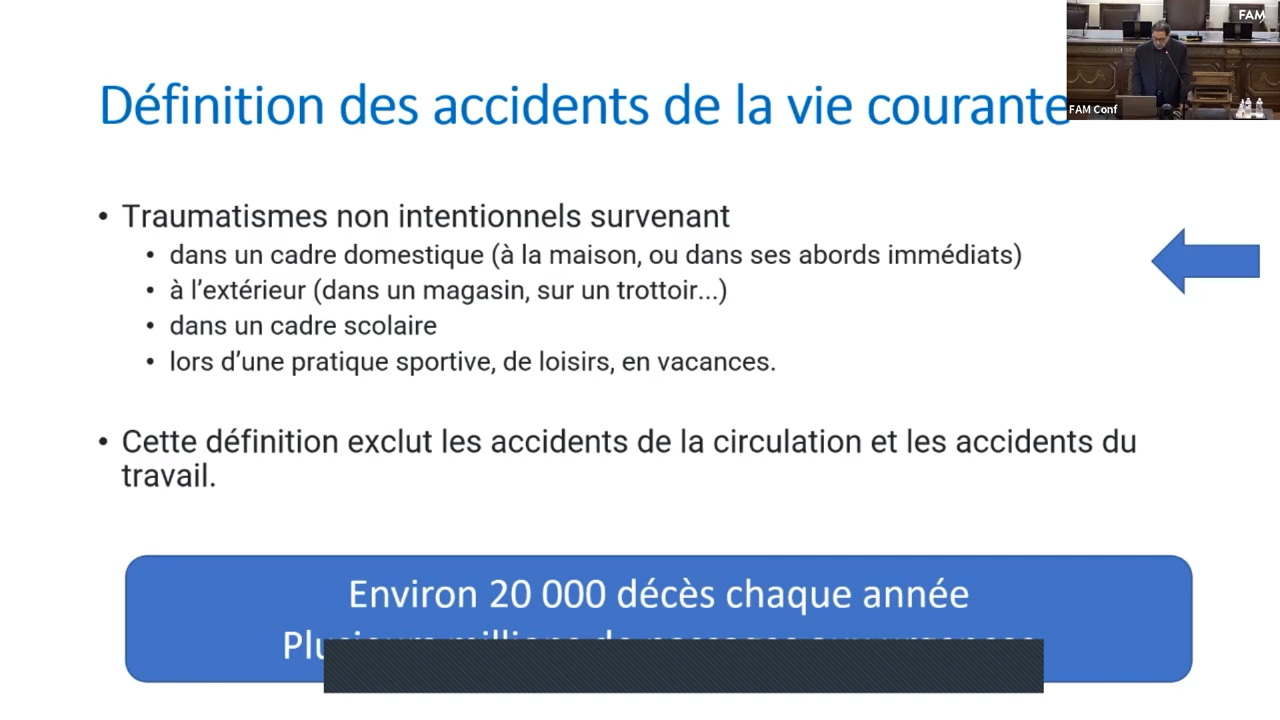 FAM
FAM Conf
Définition des accidents de la vie courante
• Traumatismes non intentionnels survenant
• dans un cadre domestique (à la maison, ou dans ses abords immédiats)
• à l’extérieur (dans un magasin, sur un trottoir...)
• dans un cadre scolaire
• lors d’une pratique sportive, de loisirs, en vacances.
• Cette définition exclut les accidents de la circulation et les accidents du
travail.
Environ 20 000 décès chaque année